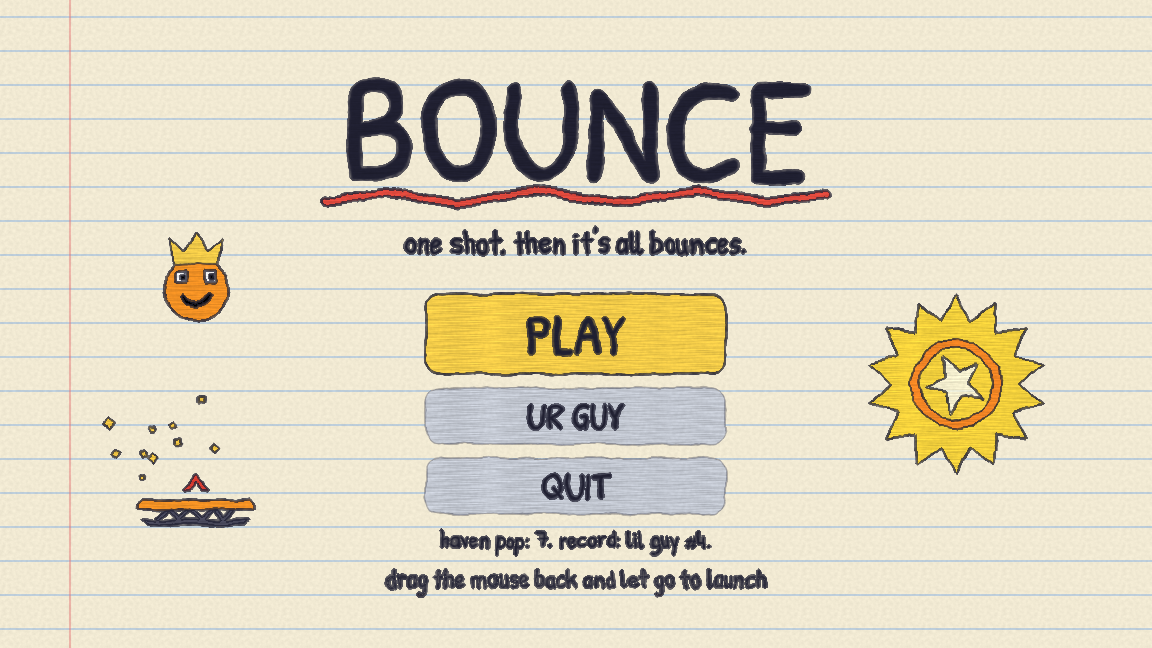 BOUNCE
one shot. then it's all bounces.
PLAY
UR GUY
QUIT
haven pop: 7. record: lil guy #4.
drag the mouse back and let go to launch